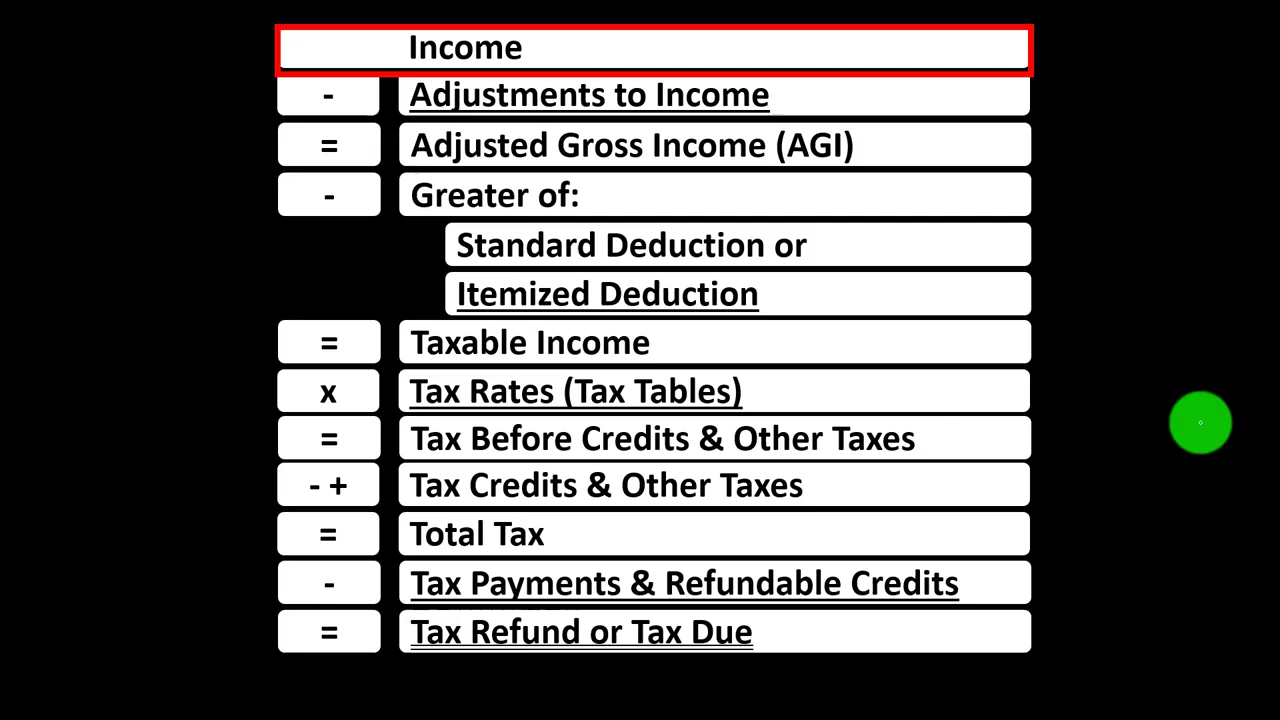 Income
- Adjustments to Income
= Adjusted Gross Income (AGI)
- Greater of:
Standard Deduction or
Itemized Deduction
= Taxable Income
x Tax Rates (Tax Tables)
= Tax Before Credits & Other Taxes
- + Tax Credits & Other Taxes
= Total Tax
- Tax Payments & Refundable Credits
= Tax Refund or Tax Due